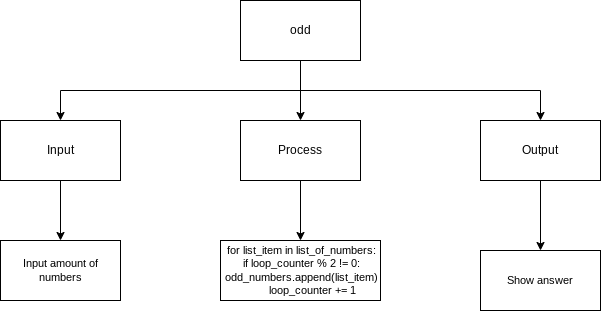 odd
Input
Process
Output
Input amount of
numbers
for list_item in list_of_numbers:
if loop_counter % 2 != 0:
odd_numbers.append(list_item)
loop_counter += 1
Show answer